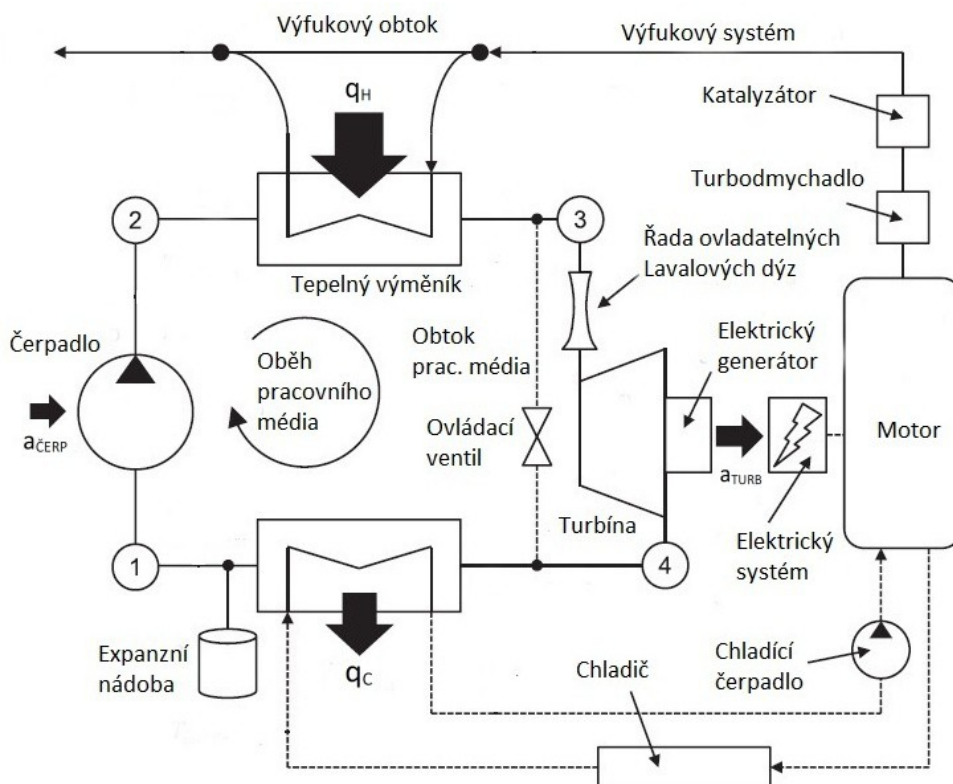 Výfukový obtok
Výfukový systém
qH
Katalyzátor
Turbodmychadlo
2
3
Řada ovladatelných
Lavalových dýz
Tepelný výměník
Čerpadlo
Oběh
pracovního
média
Obtok
prac. média
Elektrický
generátor
aČERP
Ovládací
ventil
Motor
aTURB
Turbína
Elektrický
systém
1
4
Expanzní
nádoba
qC
Chladič
Chladící
čerpadlo